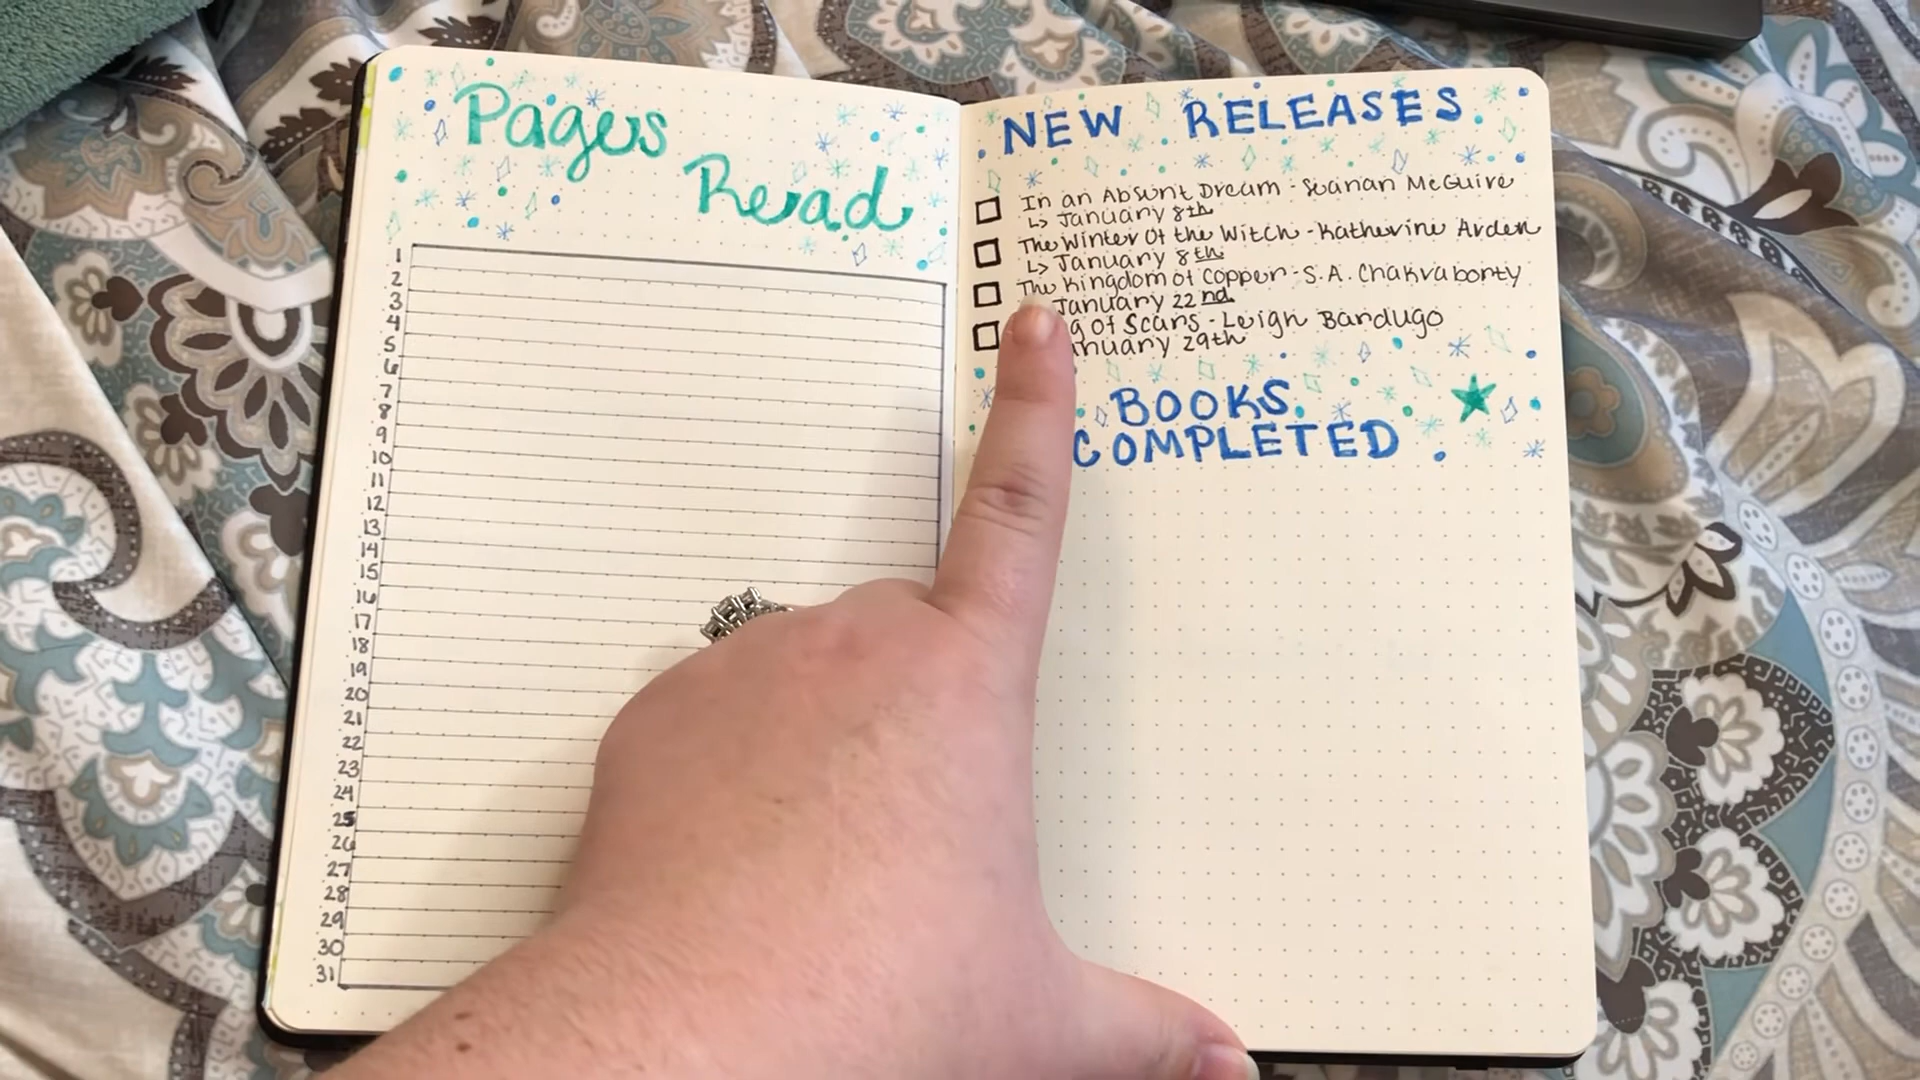 Pages
Read
1
2
3
4
5
6
7
8
9
10
11
12
13
14
15
16
17
18
19
20
21
22
23
24
25
26
27
28
29
30
31
NEW RELEASES
In an Absent Dream - Seanan McGuire
↳ January 8th
The Winter of the Witch - Katherine Arden
↳ January 8th
The Kingdom of Copper - S.A. Chakraborty
January 22nd
of Scars - Leigh Bardugo
29th
BOOKS
COMPLETED